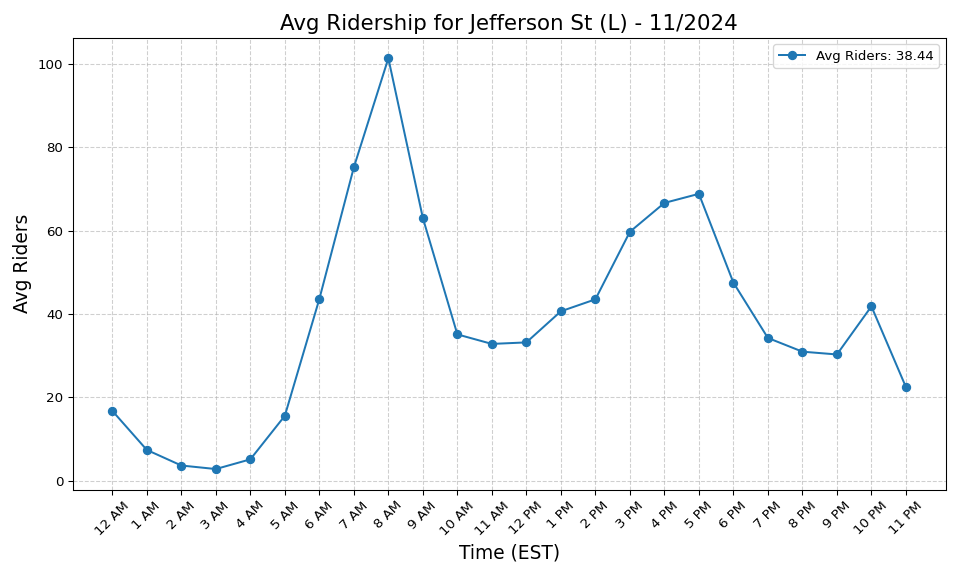 Avg Ridership for Jefferson St (L) - 11/2024
Avg Riders: 38.44
Avg Riders
100
80
60
40
20
0
12 AM
1 AM
2 AM
3 AM
4 AM
5 AM
6 AM
7 AM
8 AM
9 AM
10 AM
11 AM
12 PM
1 PM
2 PM
3 PM
4 PM
5 PM
6 PM
7 PM
8 PM
9 PM
10 PM
11 PM
Time (EST)